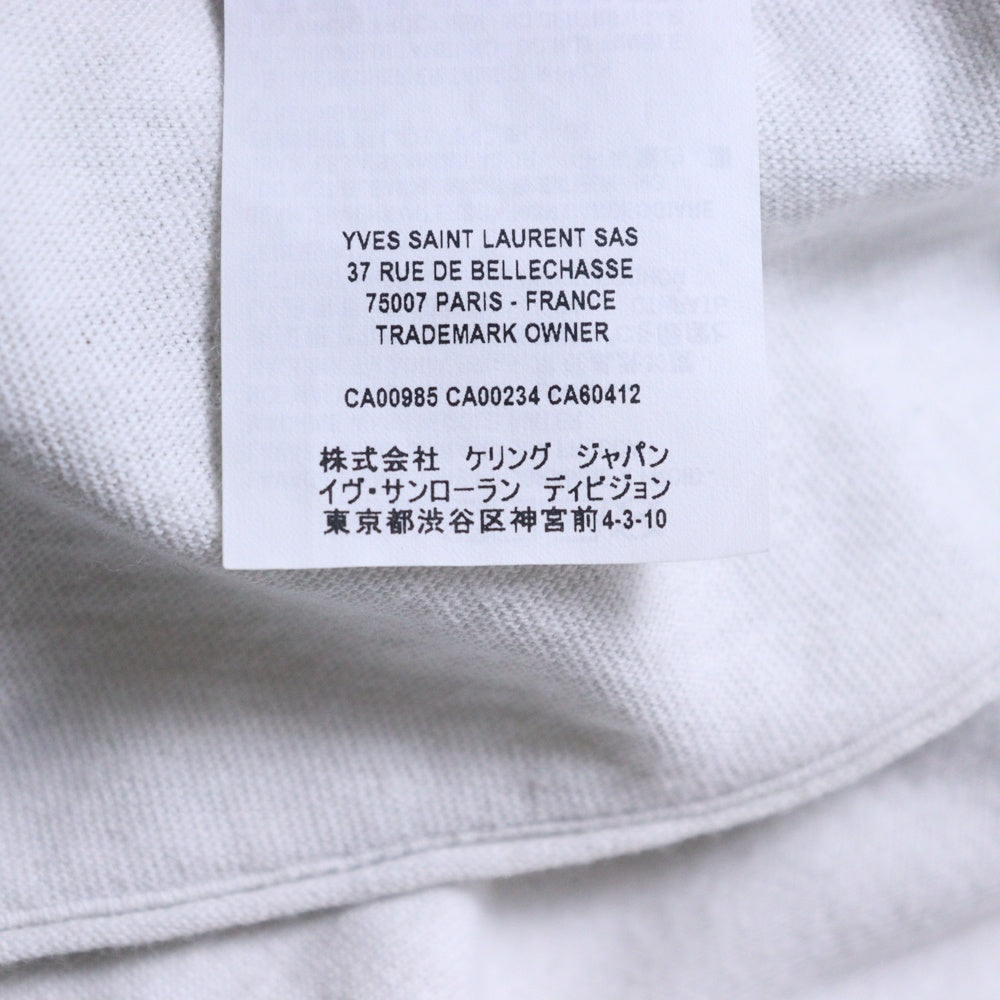 YVES SAINT LAURENT SAS
37 RUE DE BELLECHASSE
75007 PARIS - FRANCE
TRADEMARK OWNER
CA00985 CA00234 CA60412
株式会社 ケリング ジャパン
イヴ・サンローラン ディビジョン
東京都渋谷区神宮前4-3-10